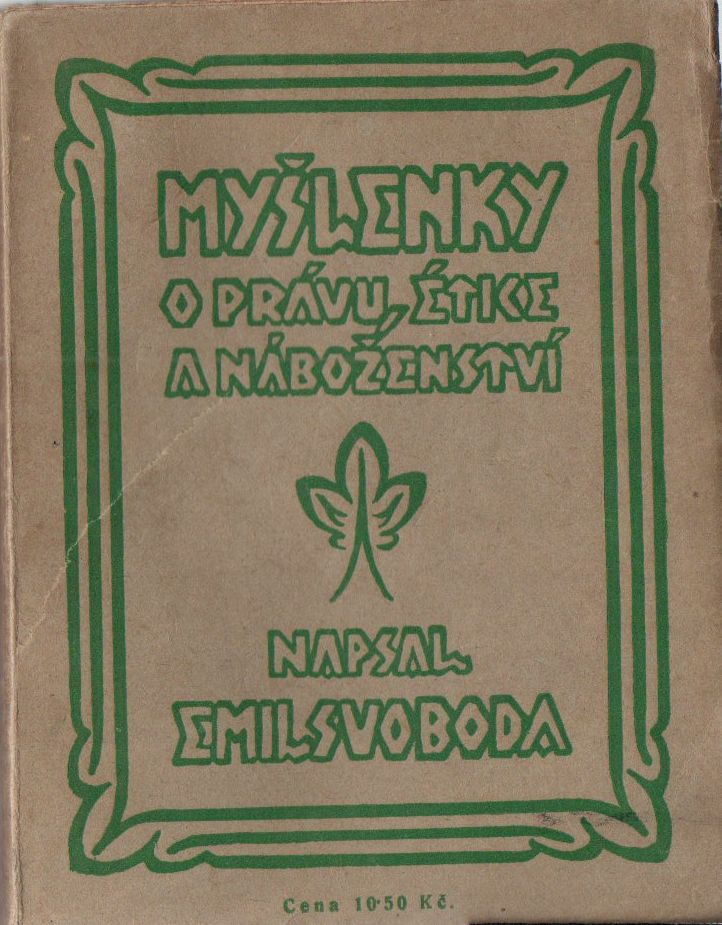 MYŠLENKY
O PRÁVU, ÉTICE
A NÁBOŽENSTVÍ
NAPSAL
EMIL SVOBODA
Cena 10·50 Kč.